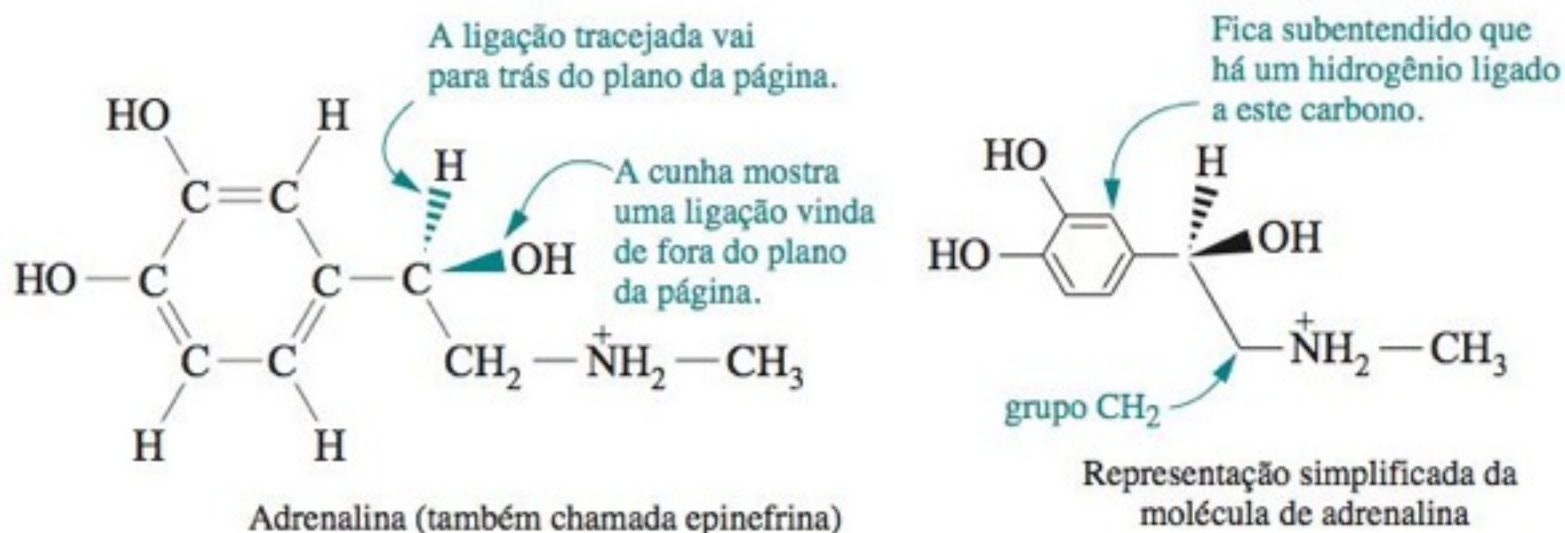 A ligação tracejada vai
para trás do plano da página.
HO
H
H
A cunha mostra
uma ligação vinda
de fora do plano
da página.
C
C
HO
C
C
C
OH
C
C
CH₂
N⁺H₂
CH₃
H
H
Adrenalina (também chamada epinefrina)
Fica subentendido que
há um hidrogênio ligado
a este carbono.
HO
H
HO
OH
N⁺H₂
CH₃
grupo CH₂
Representação simplificada da
molécula de adrenalina